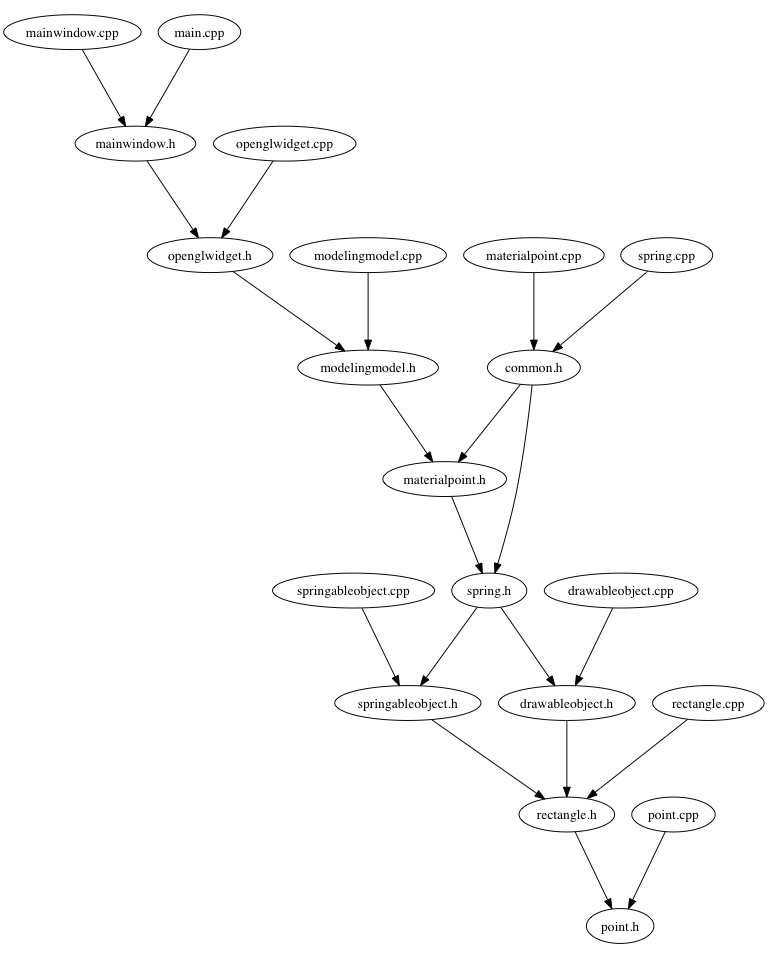 mainwindow.cpp
main.cpp
mainwindow.h
openglwidget.cpp
openglwidget.h
modelingmodel.cpp
materialpoint.cpp
spring.cpp
modelingmodel.h
common.h
materialpoint.h
springableobject.cpp
spring.h
drawableobject.cpp
springableobject.h
drawableobject.h
rectangle.cpp
rectangle.h
point.cpp
point.h